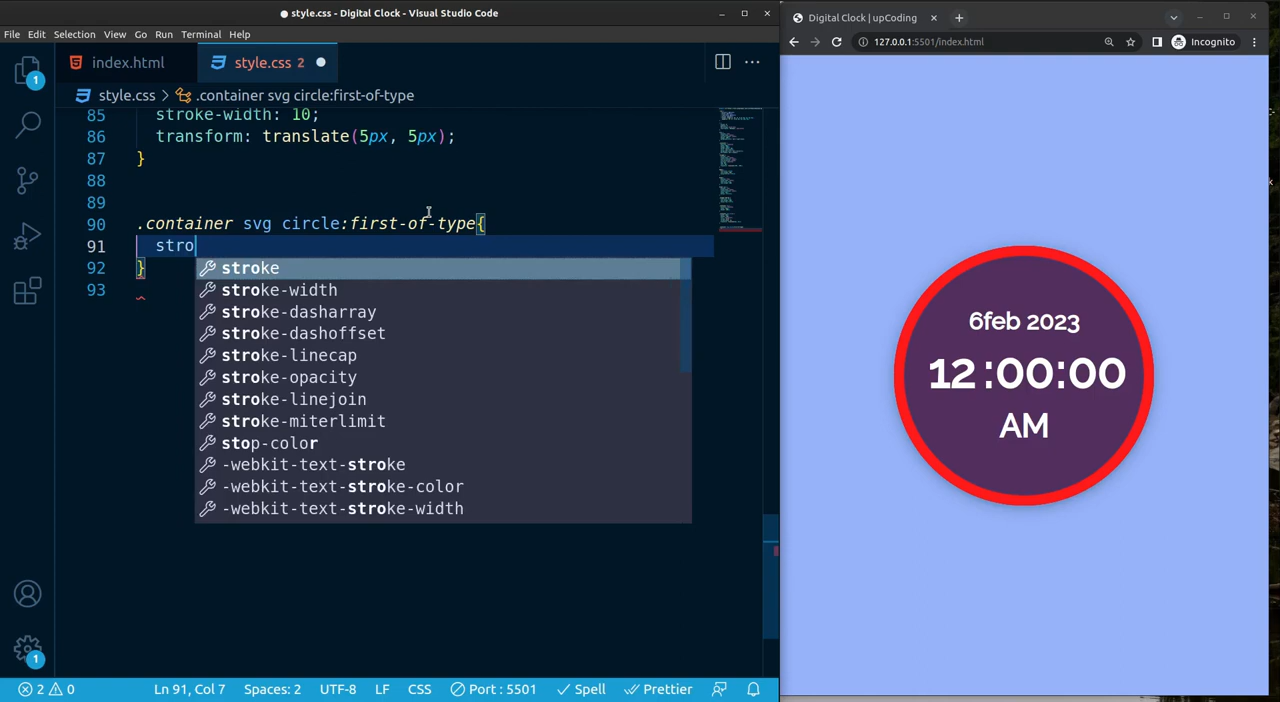 style.css - Digital Clock - Visual Studio Code
File Edit Selection View Go Run Terminal Help
index.html
style.css 2
style.css > .container svg circle:first-of-type
85 stroke-width: 10;
86 transform: translate(5px, 5px);
87 }
88
89
90 .container svg circle:first-of-type{
91 stro
92 }
93
stroke
stroke-width
stroke-dasharray
stroke-dashoffset
stroke-linecap
stroke-opacity
stroke-linejoin
stroke-miterlimit
stop-color
-webkit-text-stroke
-webkit-text-stroke-color
-webkit-text-stroke-width
1
1
2 0 Ln 91, Col 7 Spaces: 2 UTF-8 LF CSS Port : 5501 Spell Prettier
Digital Clock | upCoding
127.0.0.1:5501/index.html
Incognito
6feb 2023
12 :00:00
AM